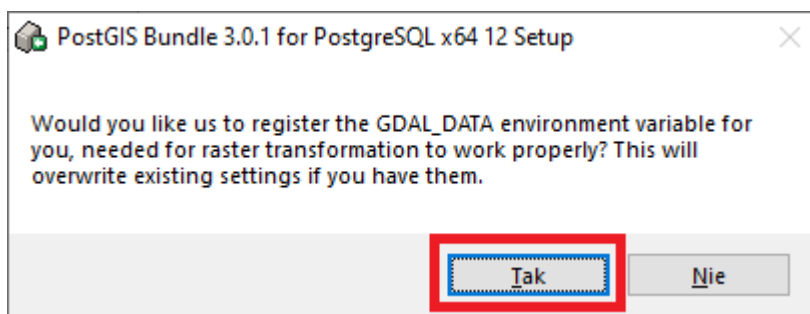 PostGIS Bundle 3.0.1 for PostgreSQL x64 12 Setup
Would you like us to register the GDAL_DATA environment variable for
you, needed for raster transformation to work properly? This will
overwrite existing settings if you have them.
Tak
Nie